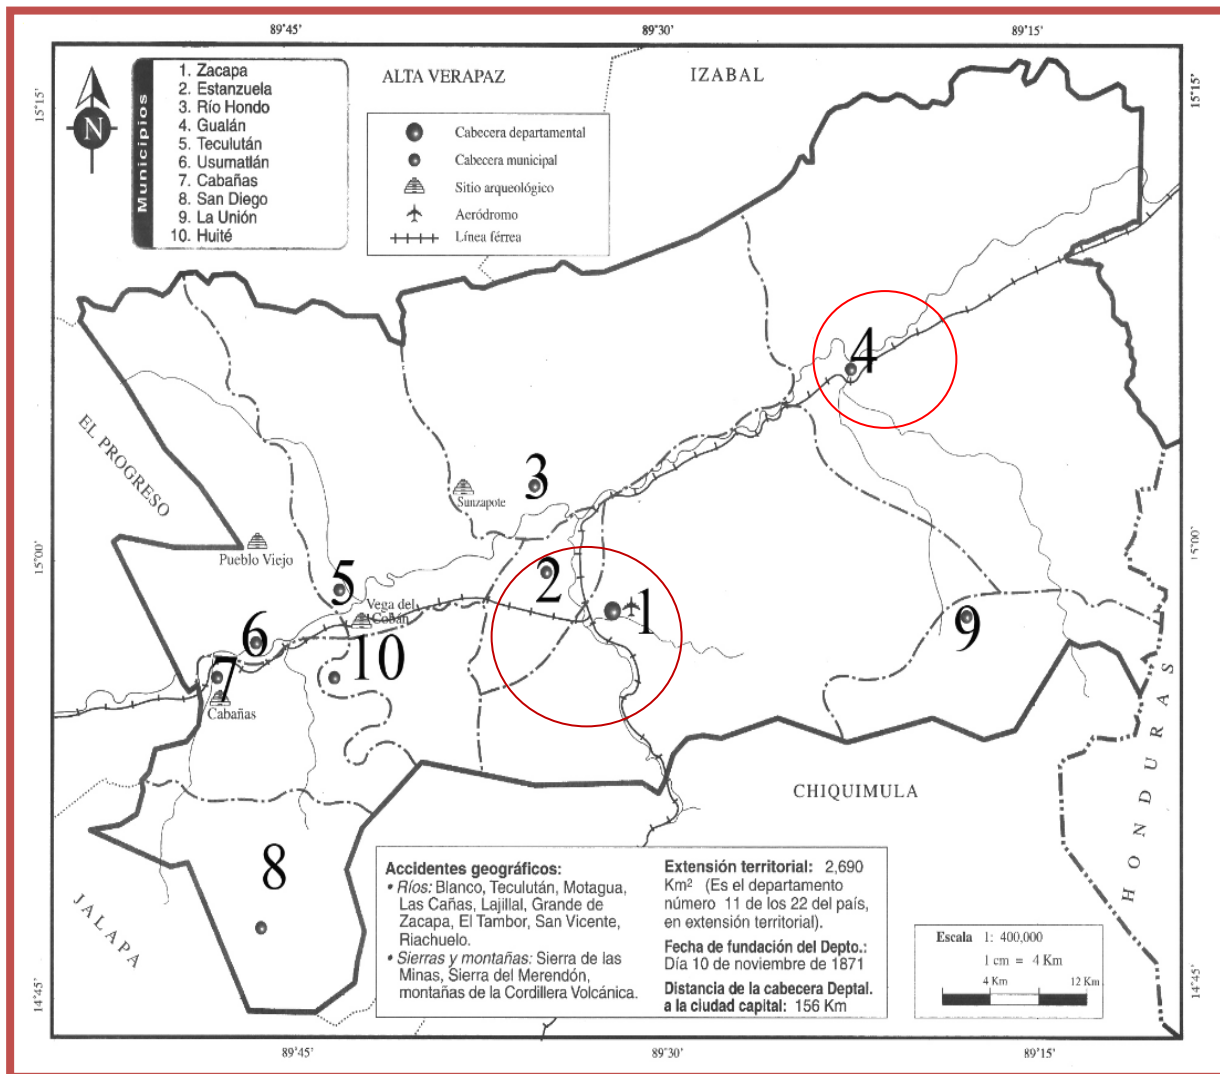 89°45'
89°30'
89°15'
15°15'
15°15'
Municipios
1. Zacapa
2. Estanzuela
3. Río Hondo
4. Gualán
5. Teculután
6. Usumatlán
7. Cabañas
8. San Diego
9. La Unión
10. Huité
N
ALTA VERAPAZ
IZABAL
Cabecera departamental
Cabecera municipal
Sitio arqueológico
Aeródromo
Línea férrea
4
EL PROGRESO
3
Sunzapote
Pueblo Viejo
15°00'
15°00'
2
5
1
Vega del
Cobán
6
10
9
7
Cabañas
HONDURAS
CHIQUIMULA
8
JALAPA
Accidentes geográficos:
• Ríos: Blanco, Teculután, Motagua,
Las Cañas, Lajillal, Grande de
Zacapa, El Tambor, San Vicente,
Riachuelo.
• Sierras y montañas: Sierra de las
Minas, Sierra del Merendón,
montañas de la Cordillera Volcánica.
Extensión territorial: 2,690
Km² (Es el departamento
número 11 de los 22 del país,
en extensión territorial).
Fecha de fundación del Depto.:
Día 10 de noviembre de 1871
Distancia de la cabecera Deptal.
a la ciudad capital: 156 Km
Escala 1: 400,000
1 cm = 4 Km
4 Km 12 Km
14°45'
14°45'
89°45'
89°30'
89°15'